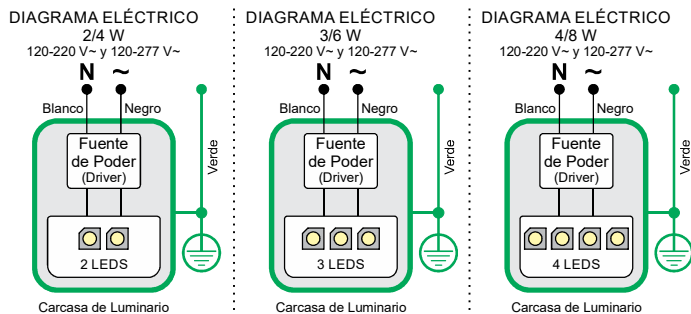 DIAGRAMA ELÉCTRICO
2/4 W
120-220 V~ y 120-277 V~
N ~
Blanco Negro
Verde
Fuente
de Poder
(Driver)
2 LEDS
Carcasa de Luminario
DIAGRAMA ELÉCTRICO
3/6 W
120-220 V~ y 120-277 V~
N ~
Blanco Negro
Verde
Fuente
de Poder
(Driver)
3 LEDS
Carcasa de Luminario
DIAGRAMA ELÉCTRICO
4/8 W
120-220 V~ y 120-277 V~
N ~
Blanco Negro
Verde
Fuente
de Poder
(Driver)
4 LEDS
Carcasa de Luminario